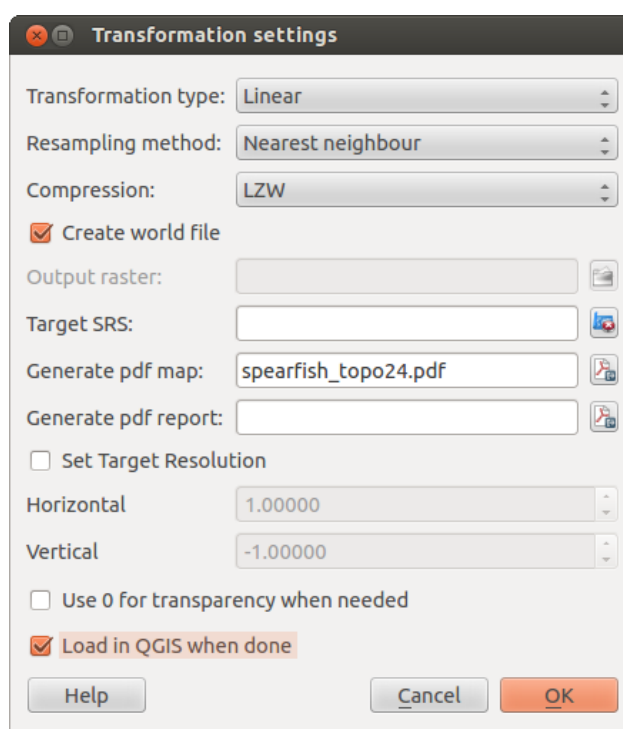 Transformation settings
Transformation type: Linear
Resampling method: Nearest neighbour
Compression: LZW
Create world file
Output raster:
Target SRS:
Generate pdf map: spearfish_topo24.pdf
Generate pdf report:
Set Target Resolution
Horizontal 1.00000
Vertical -1.00000
Use 0 for transparency when needed
Load in QGIS when done
Help Cancel OK